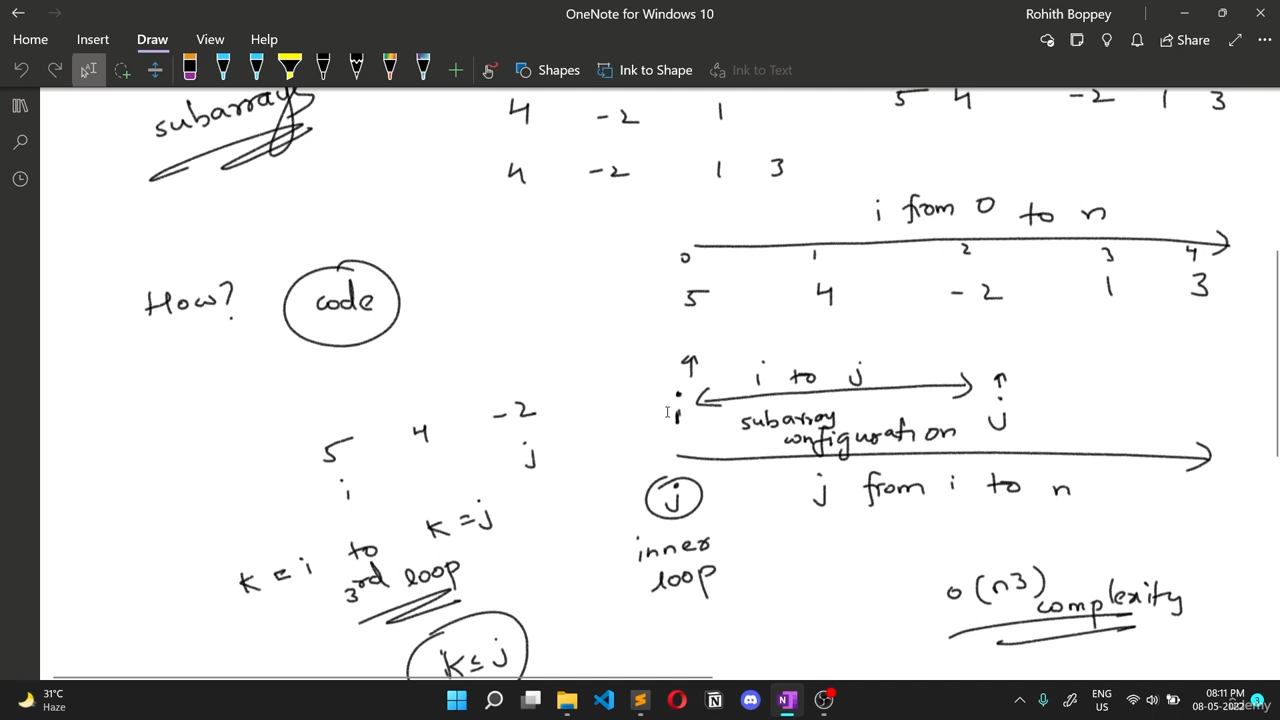 OneNote for Windows 10
Rohith Boppey
Home Insert Draw View Help
Share
Shapes
Ink to Shape
Ink to Text
subarrays
4 -2 1
5 4 -2 1 3
4 -2 1 3
i from 0 to n
0 1 2 3 4
5 4 -2 1 3
How? code
i to j
i j
subarray
configuration
j from i to n
j
inner
loop
5 4 -2
i j
k = i to k = j
3rd loop
k ≤ j
o (n3)
complexity
31°C
Haze
ENG
US
08:11 PM
08-05-2022
3
Udemy